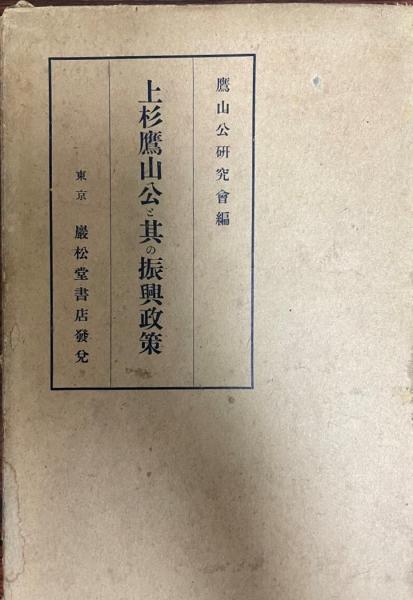 鷹山公研究會編
上杉鷹山公と其の振興政策
東京 巖松堂書店發兌